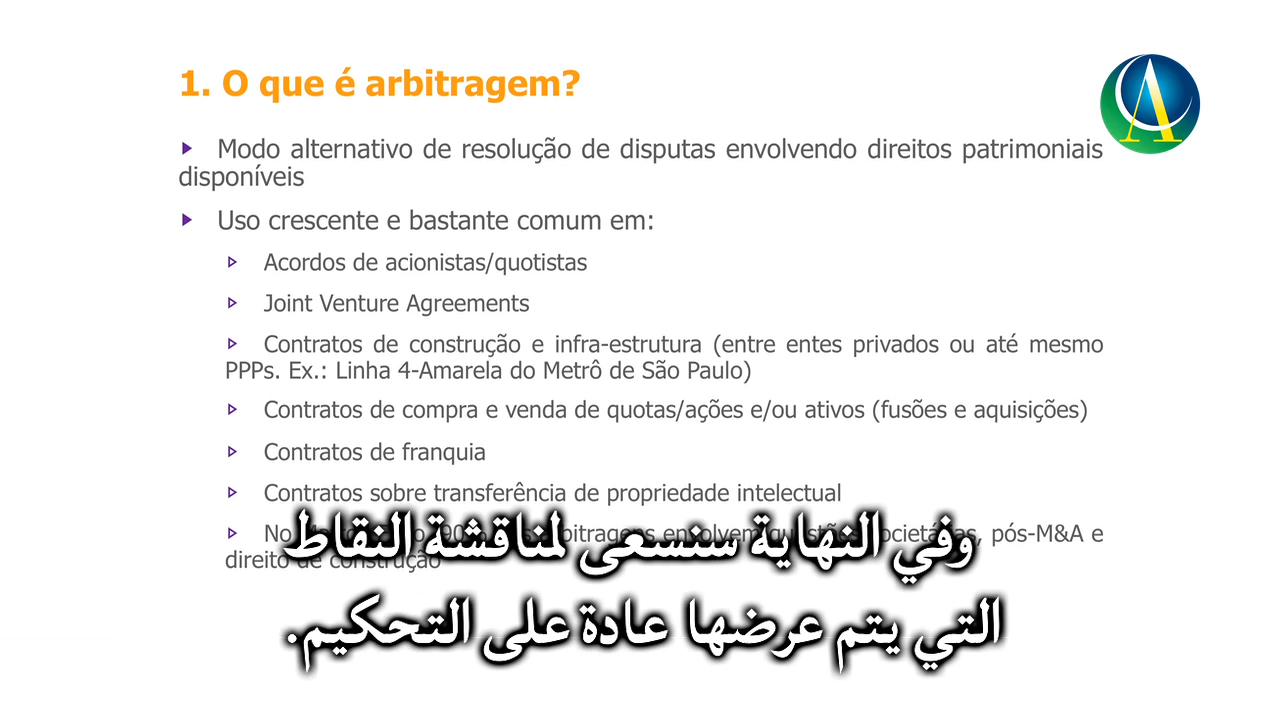 1. O que é arbitragem?
Modo alternativo de resolução de disputas envolvendo direitos patrimoniais
disponíveis
Uso crescente e bastante comum em:
Acordos de acionistas/quotistas
Joint Venture Agreements
Contratos de construção e infra-estrutura (entre entes privados ou até mesmo
PPPs. Ex.: Linha 4-Amarela do Metrô de São Paulo)
Contratos de compra e venda de quotas/ações e/ou ativos (fusões e aquisições)
Contratos de franquia
Contratos sobre transferência de propriedade intelectual
No envolvem pós-M&A e
direito de construção
وفي النهاية سنسعى لمناقشة النقاط
التي يتم عرضها عادة على التحكيم.